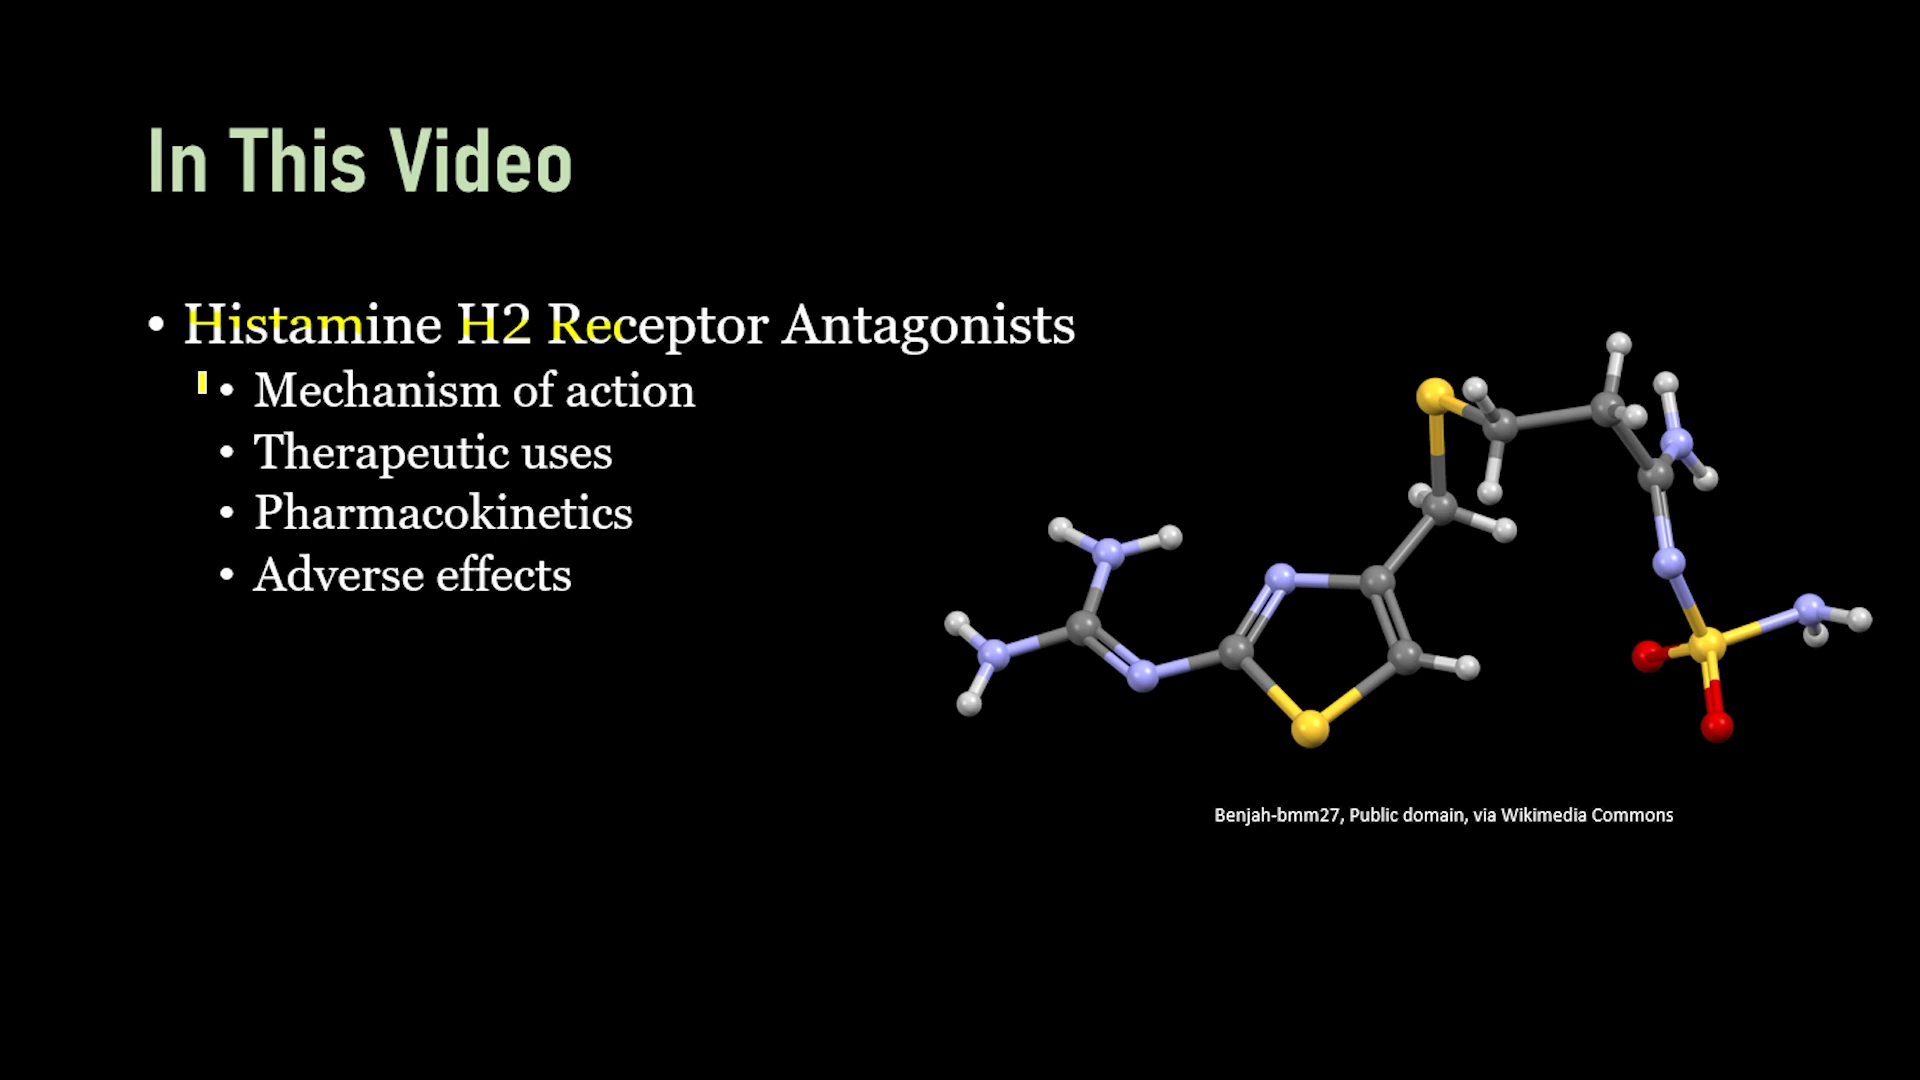 In This Video
• Histamine H2 Receptor Antagonists
• Mechanism of action
• Therapeutic uses
• Pharmacokinetics
• Adverse effects
Benjah-bmm27, Public domain, via Wikimedia Commons